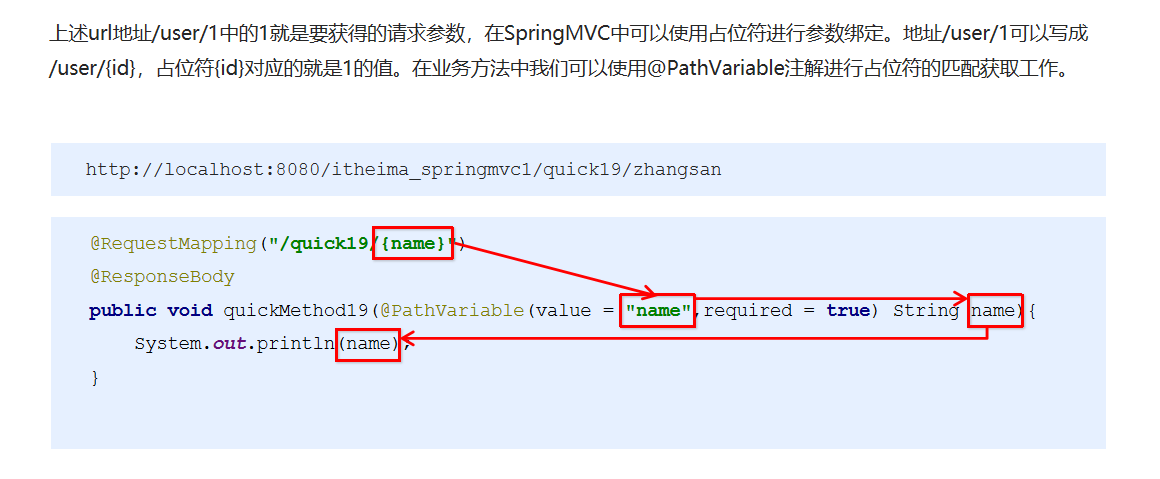 上述url地址/user/1中的1就是要获得的请求参数，在SpringMVC中可以使用占位符进行参数绑定。地址/user/1可以写成
/user/{id}，占位符{id}对应的就是1的值。在业务方法中我们可以使用@PathVariable注解进行占位符的匹配获取工作。
http://localhost:8080/itheima_springmvc1/quick19/zhangsan
@RequestMapping("/quick19/{name}")
@ResponseBody
public void quickMethod19(@PathVariable(value = "name",required = true) String name){
System.out.println(name);
}